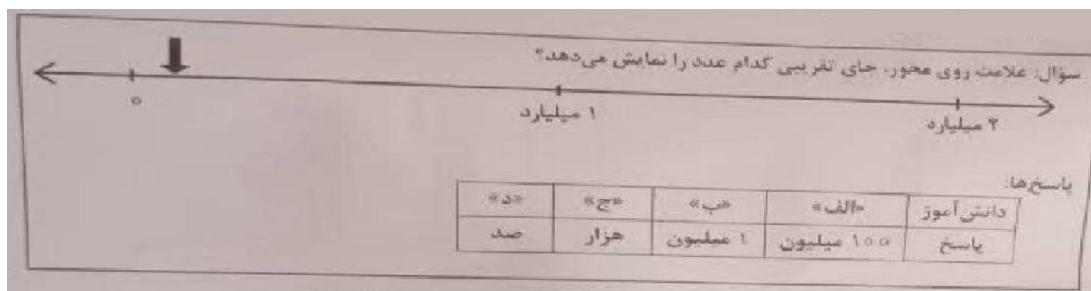 سؤال: علامت روی محور، جای تقریبی کدام عدد را نمایش می‌دهد؟
۰ ۱ میلیارد ۲ میلیارد
پاسخ‌ها:
دانش‌آموز «الف» «ب» «ج» «د»
پاسخ ۱۰۰ میلیون ۱ میلیون هزار صد